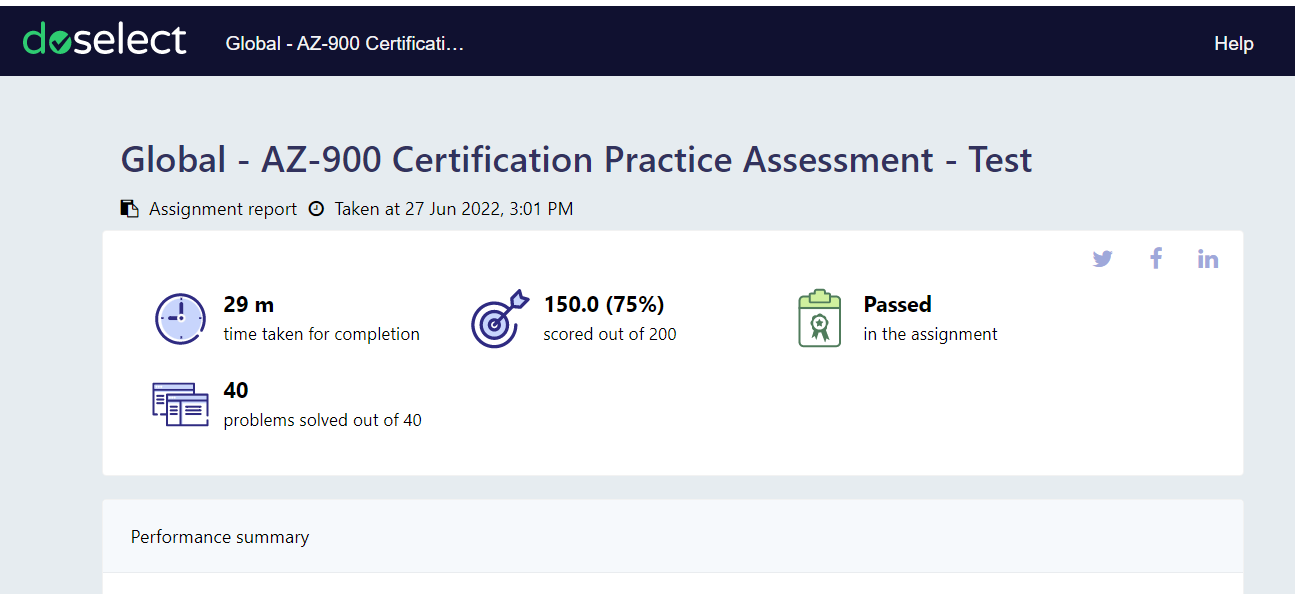 doselect Global - AZ-900 Certificati… Help
Global - AZ-900 Certification Practice Assessment - Test
Assignment report Taken at 27 Jun 2022, 3:01 PM
29 m 150.0 (75%) Passed
time taken for completion scored out of 200 in the assignment
40
problems solved out of 40
Performance summary